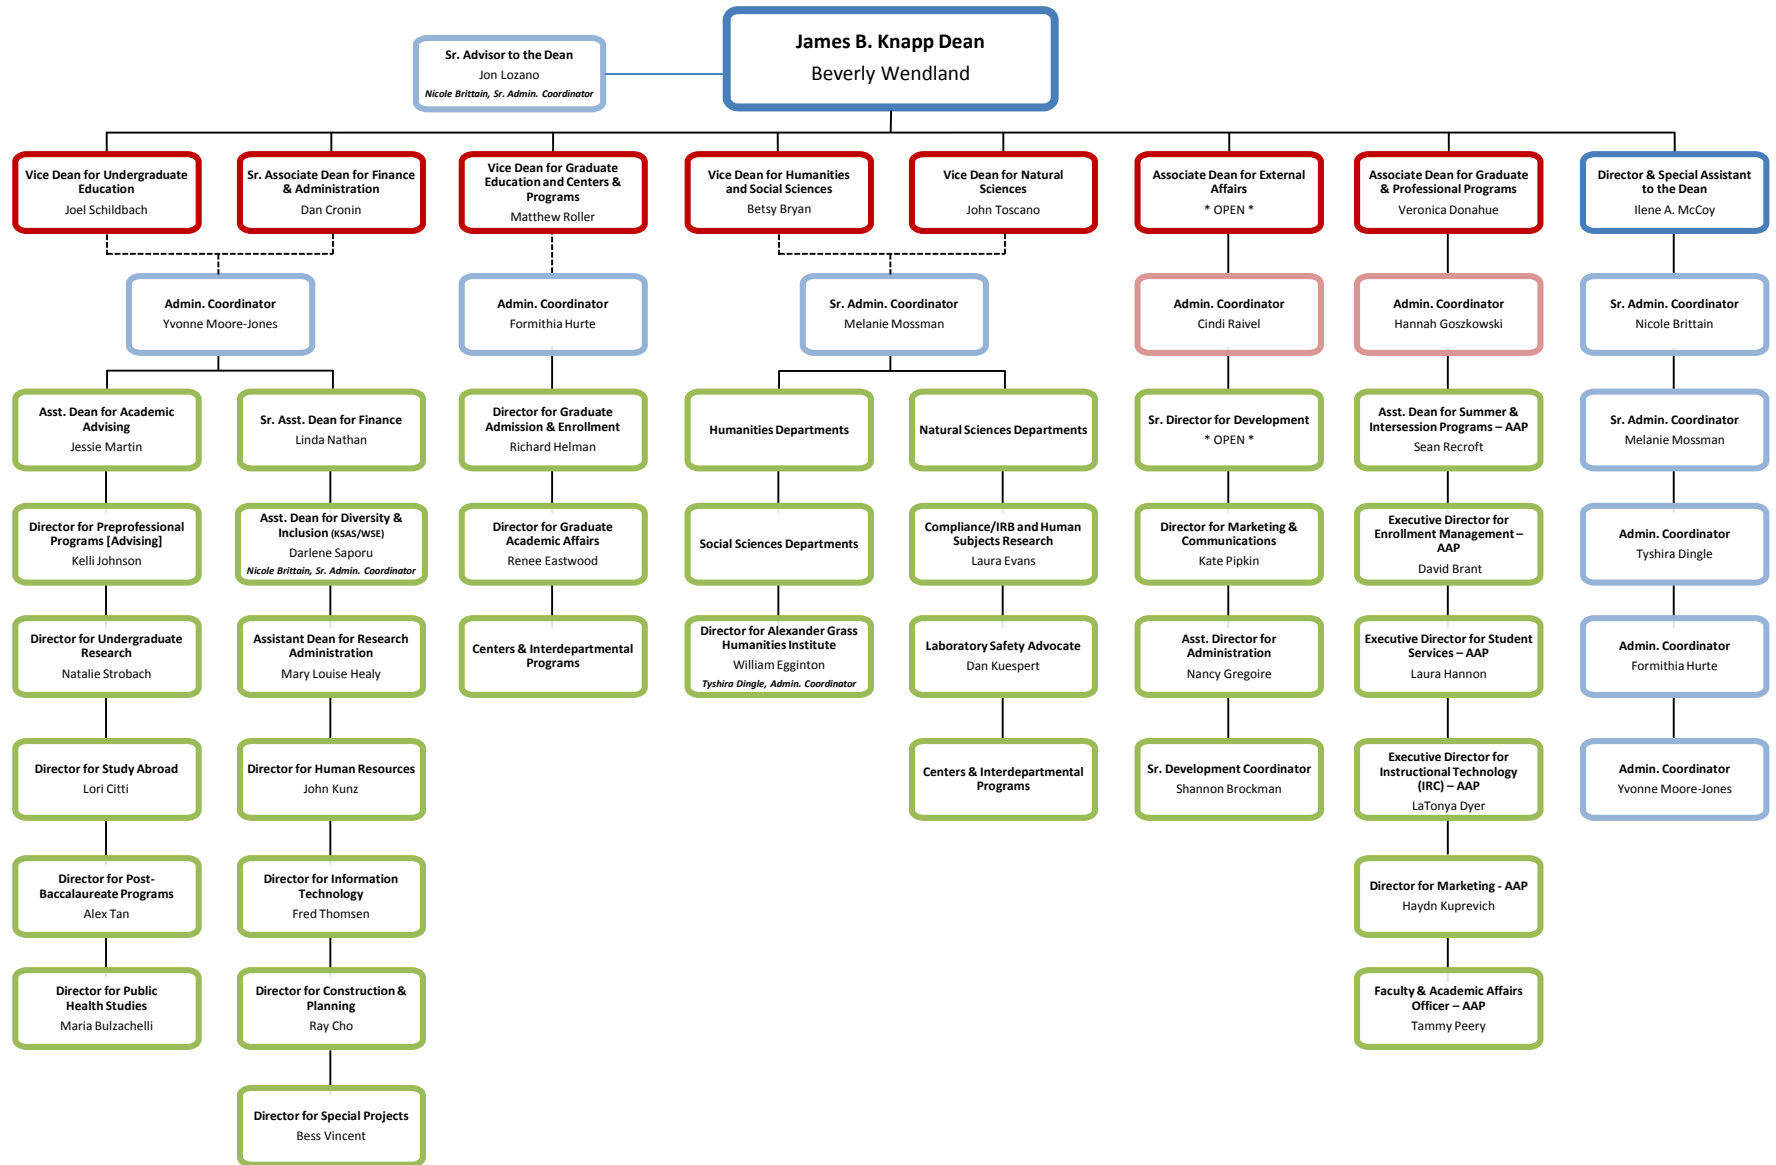 James B. Knapp Dean
Beverly Wendland
Sr. Advisor to the Dean
Jon Lozano
Nicole Brittain, Sr. Admin. Coordinator
Vice Dean for Undergraduate
Education
Joel Schildbach
Sr. Associate Dean for Finance
& Administration
Dan Cronin
Vice Dean for Graduate
Education and Centers &
Programs
Matthew Roller
Vice Dean for Humanities
and Social Sciences
Betsy Bryan
Vice Dean for Natural
Sciences
John Toscano
Associate Dean for External
Affairs
* OPEN *
Associate Dean for Graduate
& Professional Programs
Veronica Donahue
Director & Special Assistant
to the Dean
Ilene A. McCoy
Admin. Coordinator
Yvonne Moore-Jones
Admin. Coordinator
Formithia Hurte
Sr. Admin. Coordinator
Melanie Mossman
Admin. Coordinator
Cindi Raivel
Admin. Coordinator
Hannah Goszkowski
Sr. Admin. Coordinator
Nicole Brittain
Asst. Dean for Academic
Advising
Jessie Martin
Sr. Asst. Dean for Finance
Linda Nathan
Director for Graduate
Admission & Enrollment
Richard Helman
Humanities Departments
Natural Sciences Departments
Sr. Director for Development
* OPEN *
Asst. Dean for Summer &
Intersession Programs – AAP
Sean Recroft
Sr. Admin. Coordinator
Melanie Mossman
Director for Preprofessional
Programs [Advising]
Kelli Johnson
Asst. Dean for Diversity &
Inclusion (KSAS/WSE)
Darlene Saporu
Nicole Brittain, Sr. Admin. Coordinator
Director for Graduate
Academic Affairs
Renee Eastwood
Social Sciences Departments
Compliance/IRB and Human
Subjects Research
Laura Evans
Director for Marketing &
Communications
Kate Pipkin
Executive Director for
Enrollment Management –
AAP
David Brant
Admin. Coordinator
Tyshira Dingle
Director for Undergraduate
Research
Natalie Strobach
Assistant Dean for Research
Administration
Mary Louise Healy
Centers & Interdepartmental
Programs
Director for Alexander Grass
Humanities Institute
William Egginton
Tyshira Dingle, Admin. Coordinator
Laboratory Safety Advocate
Dan Kuespert
Asst. Director for
Administration
Nancy Gregoire
Executive Director for Student
Services – AAP
Laura Hannon
Admin. Coordinator
Formithia Hurte
Director for Study Abroad
Lori Citti
Director for Human Resources
John Kunz
Centers & Interdepartmental
Programs
Sr. Development Coordinator
Shannon Brockman
Executive Director for
Instructional Technology
(IRC) – AAP
LaTonya Dyer
Admin. Coordinator
Yvonne Moore-Jones
Director for Post-
Baccalaureate Programs
Alex Tan
Director for Information
Technology
Fred Thomsen
Director for Marketing - AAP
Haydn Kuprevich
Director for Public
Health Studies
Maria Bulzachelli
Director for Construction &
Planning
Ray Cho
Faculty & Academic Affairs
Officer – AAP
Tammy Peery
Director for Special Projects
Bess Vincent